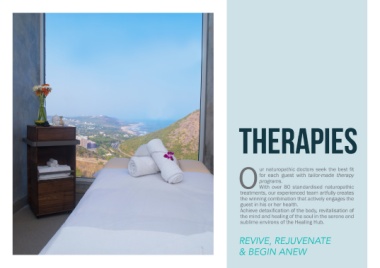 THERAPIES
Our naturopathic doctors seek the best fit
for each guest with tailor-made therapy
programs.
With over 80 standardised naturopathic
treatments, our experienced team artfully creates
the winning combination that actively engages the
guest in his or her health.
Achieve detoxification of the body, revitalisation of
the mind and healing of the soul in the serene and
sublime environs of the Healing Hub.
REVIVE, REJUVENATE
& BEGIN ANEW